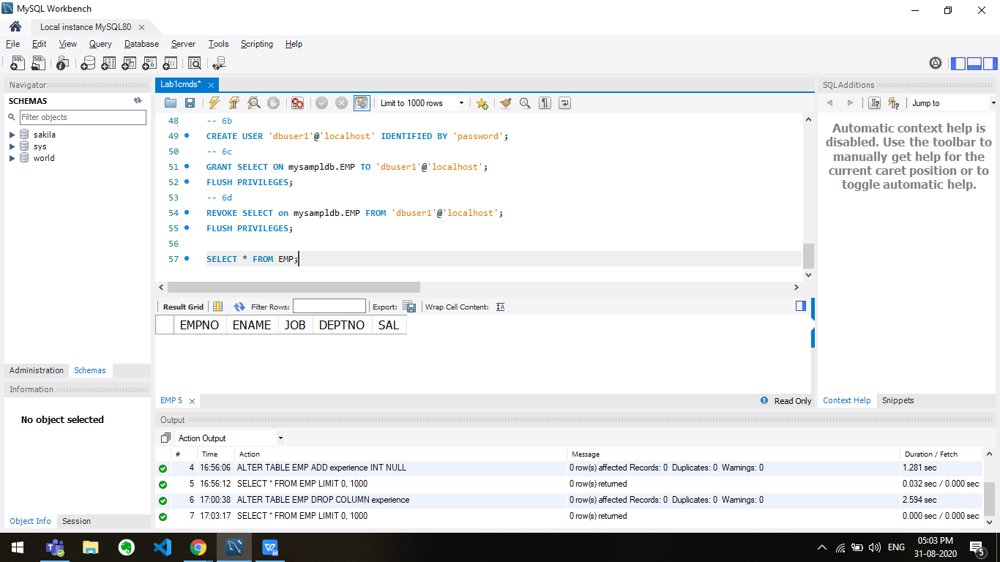 MySQL Workbench
Local instance MySQL80
File Edit View Query Database Server Tools Scripting Help
Navigator
SCHEMAS
Filter objects
sakila
sys
world
Administration Schemas
Information
No object selected
Object Info Session
Lab1cmds*
Limit to 1000 rows
48 -- 6b
49 CREATE USER 'dbuser1'@'localhost' IDENTIFIED BY 'password';
50 -- 6c
51 GRANT SELECT ON mysampldb.EMP TO 'dbuser1'@'localhost';
52 FLUSH PRIVILEGES;
53 -- 6d
54 REVOKE SELECT on mysampldb.EMP FROM 'dbuser1'@'localhost';
55 FLUSH PRIVILEGES;
56
57 SELECT * FROM EMP;
Result Grid Filter Rows: Export: Wrap Cell Content:
EMPNO ENAME JOB DEPTNO SAL
EMP 5
Read Only
SQLAdditions
Jump to
Automatic context help is
disabled. Use the toolbar to
manually get help for the
current caret position or to
toggle automatic help.
Context Help Snippets
Output
Action Output
# Time Action Message Duration / Fetch
4 16:56:06 ALTER TABLE EMP ADD experience INT NULL 0 row(s) affected Records: 0 Duplicates: 0 Warnings: 0 1.281 sec
5 16:56:12 SELECT * FROM EMP LIMIT 0, 1000 0 row(s) returned 0.032 sec / 0.000 sec
6 17:00:38 ALTER TABLE EMP DROP COLUMN experience 0 row(s) affected Records: 0 Duplicates: 0 Warnings: 0 2.594 sec
7 17:03:17 SELECT * FROM EMP LIMIT 0, 1000 0 row(s) returned 0.000 sec / 0.000 sec
ENG
05:03 PM
31-08-2020
5